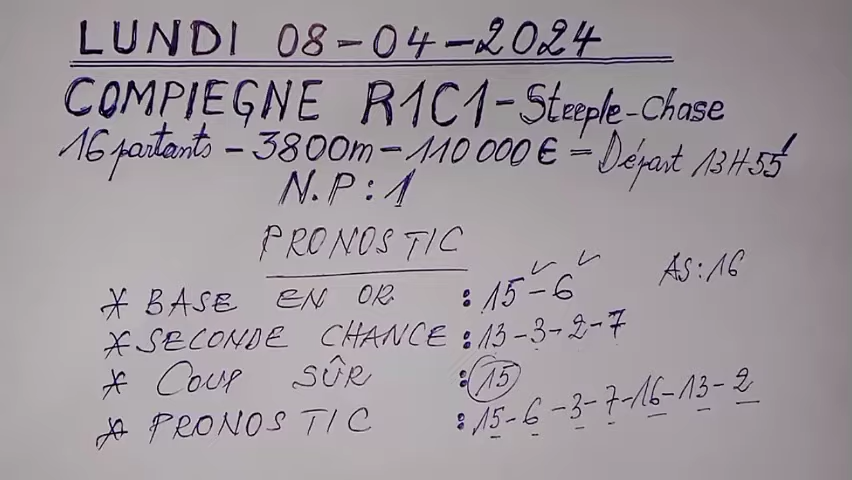 LUNDI 08-04-2024
COMPIEGNE R1C1-Steeple-Chase
16 partants - 3800m - 110 000€ = Départ 13H55'
N.P : 1
PRONOSTIC
AS : 16
* BASE EN OR : 15 - 6
* SECONDE CHANCE : 13-3-2-7
* COUP SÛR : 15
* PRONOSTIC : 15-6-3-7-16-13-2